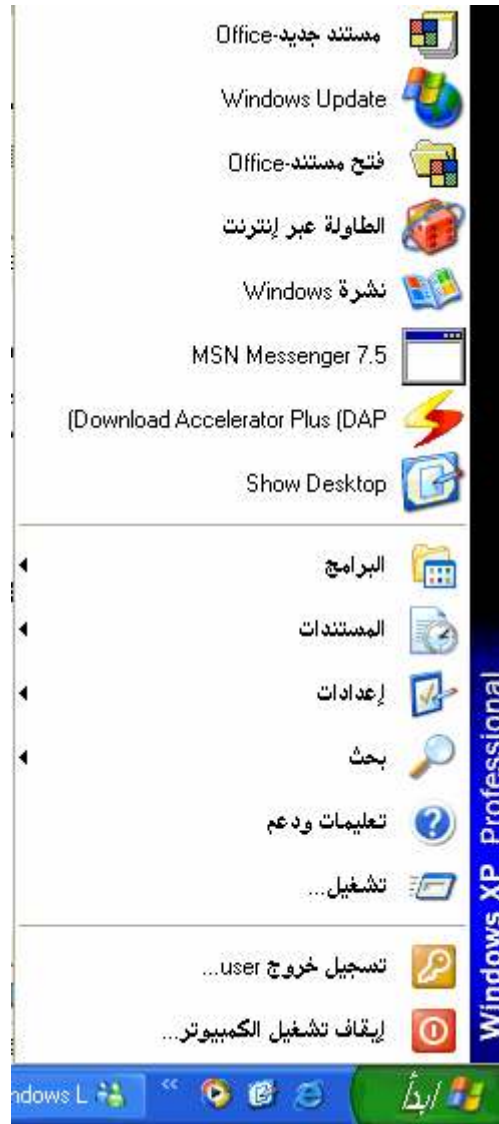 مستند جديد-Office
Windows Update
فتح مستند-Office
الطاولة عبر إنترنت
نشرة Windows
MSN Messenger 7.5
(Download Accelerator Plus (DAP
Show Desktop
البرامج
المستندات
إعدادات
بحث
تعليمات ودعم
تشغيل...
تسجيل خروج user...
إيقاف تشغيل الكمبيوتر...
Windows XP Professional
ابدأ
ndows L